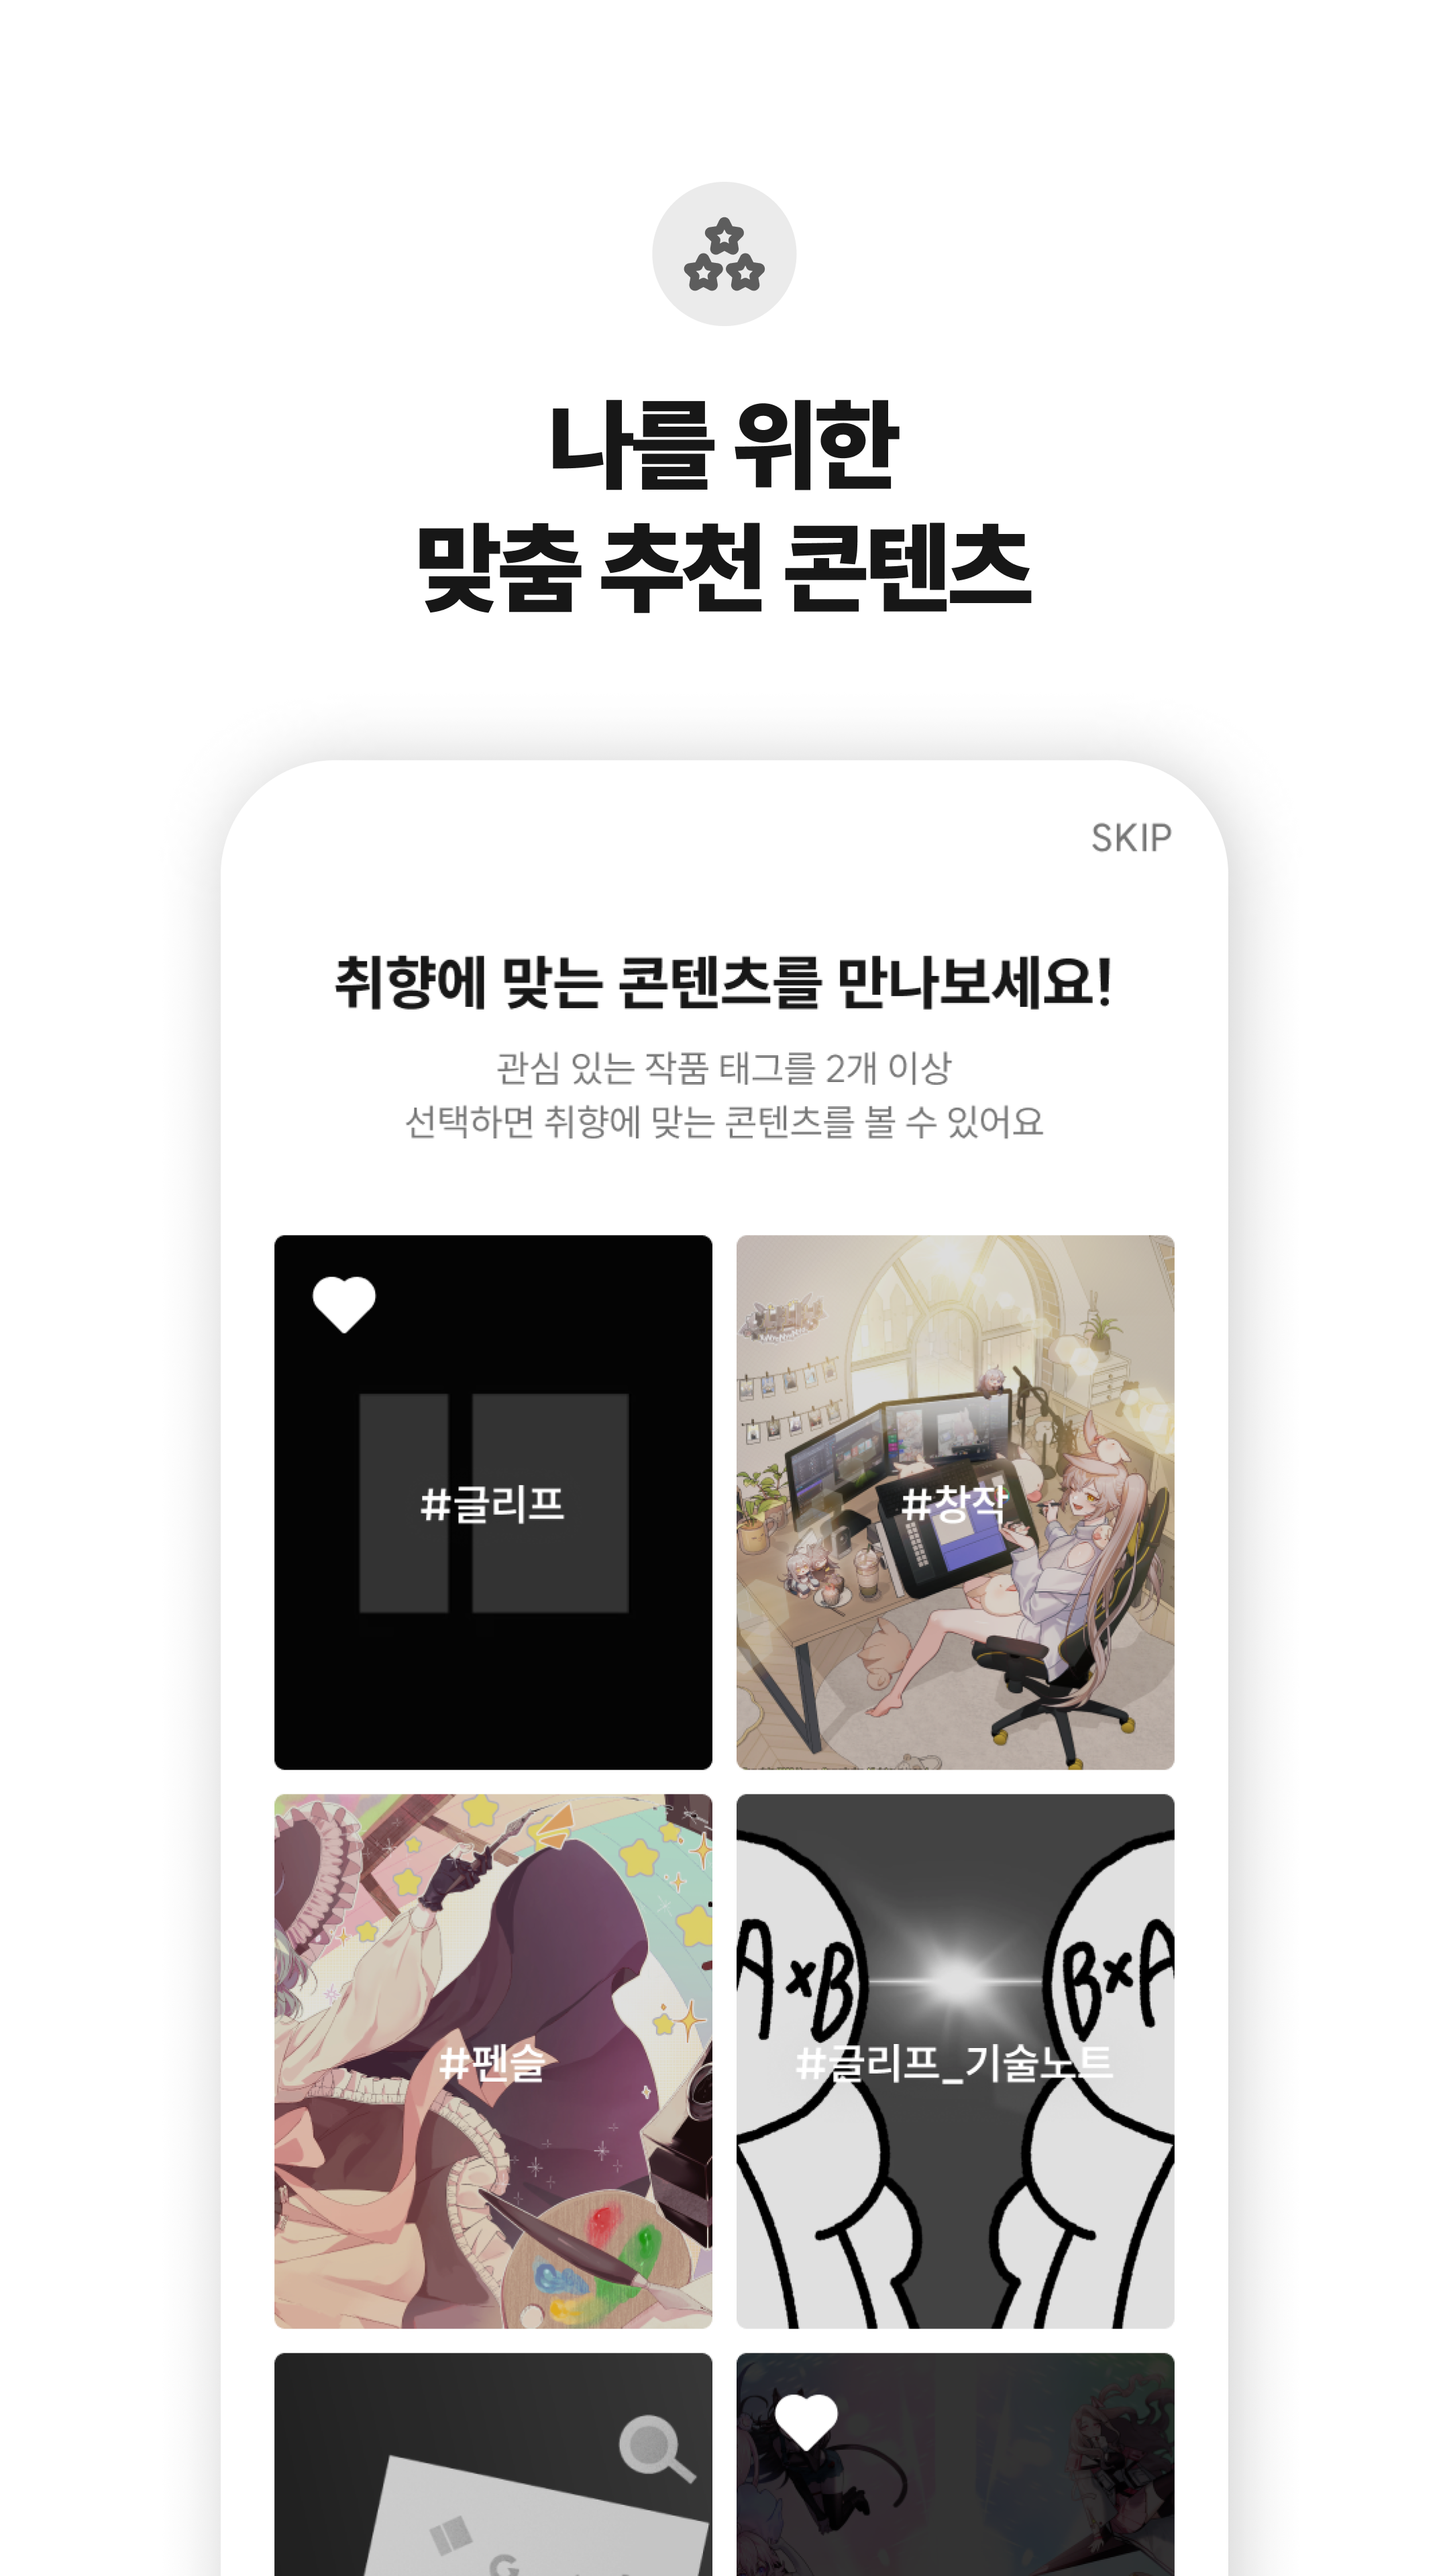 나를 위한
맞춤 추천 콘텐츠
SKIP
취향에 맞는 콘텐츠를 만나보세요!
관심 있는 작품 태그를 2개 이상
선택하면 취향에 맞는 콘텐츠를 볼 수 있어요
#글리프
#창작
#펜슬
A×B
B×A
#글리프_기술노트
G